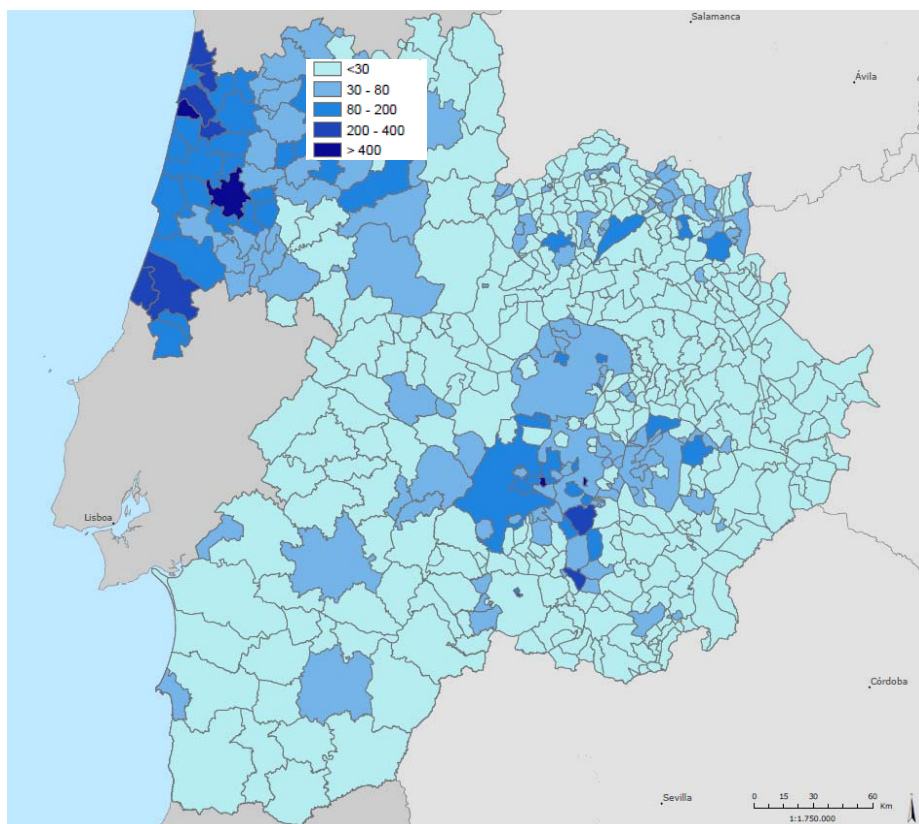 Salamanca
Ávila
<30
30 - 80
80 - 200
200 - 400
> 400
Lisboa
Córdoba
Sevilla
0 15 30 60
Km
1:1.750.000